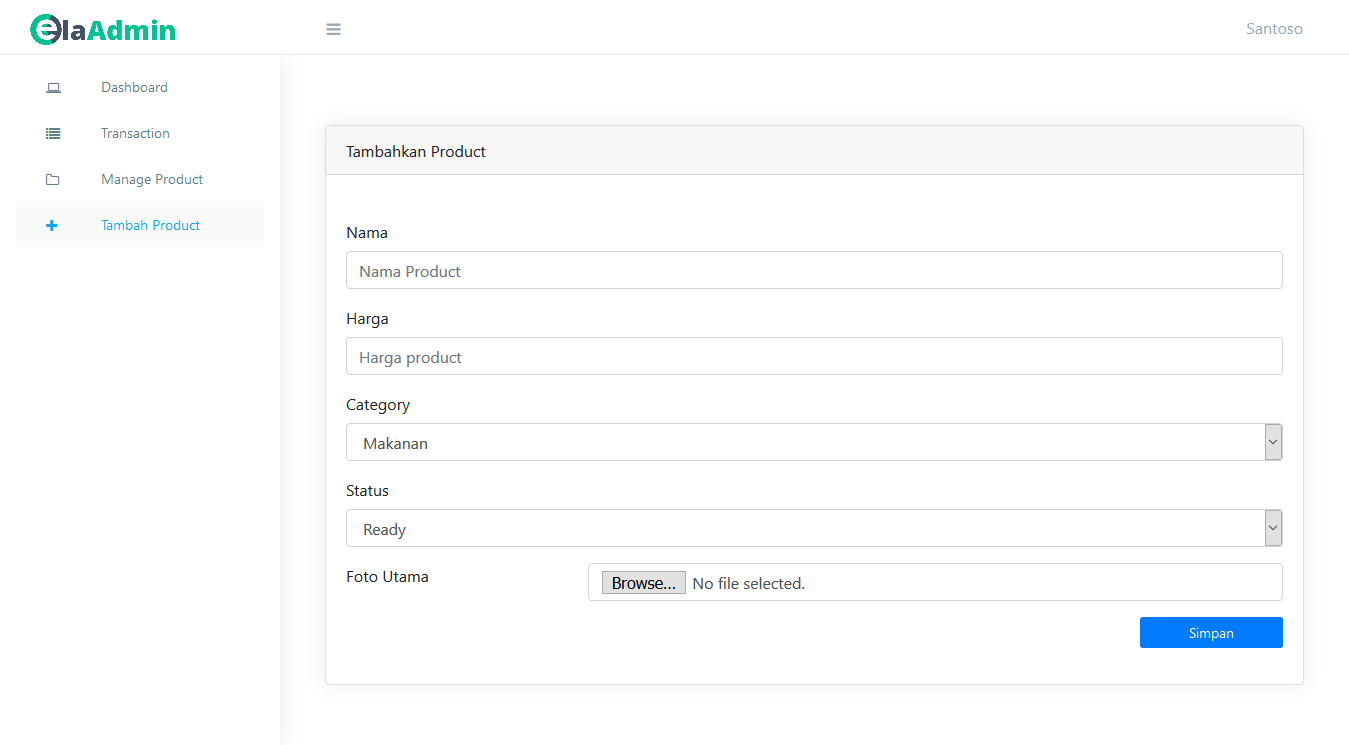 elaAdmin
Santoso
Dashboard
Transaction
Manage Product
Tambah Product
Tambahkan Product
Nama
Nama Product
Harga
Harga product
Category
Makanan
Status
Ready
Foto Utama
Browse... No file selected.
Simpan